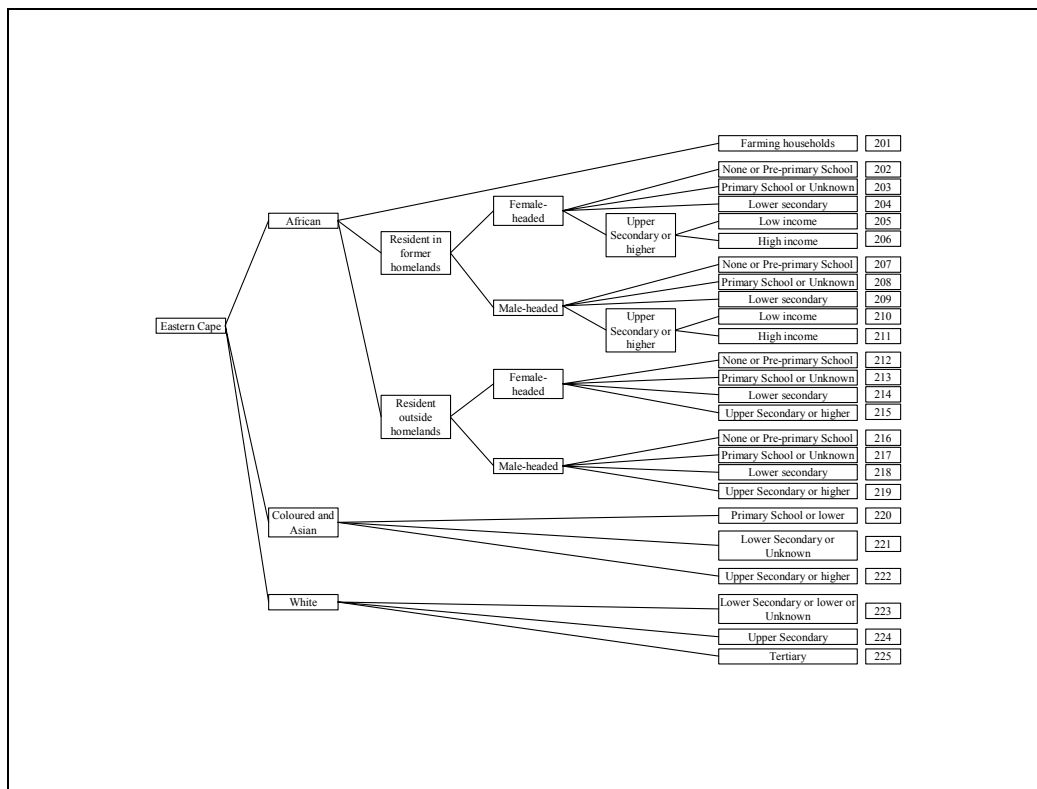 Farming households 201
None or Pre-primary School 202
Primary School or Unknown 203
Female-
headed
Lower secondary 204
African
Upper
Secondary or
higher
Low income 205
High income 206
Resident in
former
homelands
None or Pre-primary School 207
Primary School or Unknown 208
Male-headed
Lower secondary 209
Upper
Secondary or
higher
Low income 210
High income 211
Eastern Cape
None or Pre-primary School 212
Female-
headed
Primary School or Unknown 213
Lower secondary 214
Upper Secondary or higher 215
Resident
outside
homelands
None or Pre-primary School 216
Primary School or Unknown 217
Male-headed
Lower secondary 218
Upper Secondary or higher 219
Coloured and
Asian
Primary School or lower 220
Lower Secondary or
Unknown
221
Upper Secondary or higher 222
White
Lower Secondary or lower or
Unknown
223
Upper Secondary 224
Tertiary 225